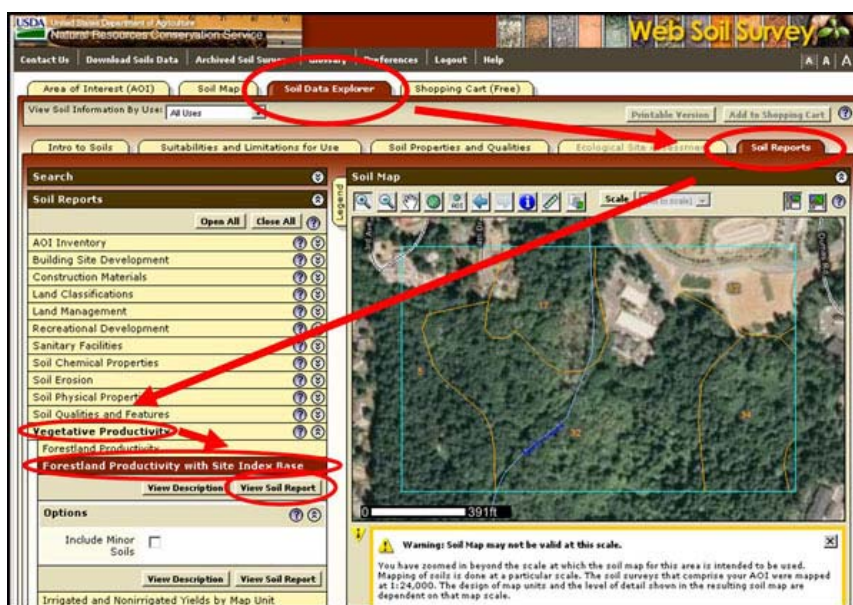 USDA United States Department of Agriculture
Natural Resources Conservation Service
Web Soil Survey
Contact Us | Download Soils Data | Archived Soil Surveys | Glossary | Preferences | Logout | Help | A | A | A
Area of Interest (AOI) Soil Map Soil Data Explorer Shopping Cart (Free)
View Soil Information By Use: All Uses Printable Version Add to Shopping Cart ?
Intro to Soils Suitabilities and Limitations for Use Soil Properties and Qualities Ecological Site Assessment Soil Reports
Search
Soil Reports
Open All Close All ?
AOI Inventory
Building Site Development
Construction Materials
Land Classifications
Land Management
Recreational Development
Sanitary Facilities
Soil Chemical Properties
Soil Erosion
Soil Physical Properties
Soil Qualities and Features
Vegetative Productivity
Forestland Productivity
Forestland Productivity with Site Index Base
View Description View Soil Report
Options
Include Minor
Soils
View Description View Soil Report
Irrigated and Nonirrigated Yields by Map Unit
Legend
Soil Map
Scale
32
34
0 391ft
Warning: Soil Map may not be valid at this scale.
You have zoomed in beyond the scale at which the soil map for this area is intended to be used.
Mapping of soils is done at a particular scale. The soil surveys that comprise your AOI were mapped
at 1:24,000. The design of map units and the level of detail shown in the resulting soil map are
dependent on that map scale.